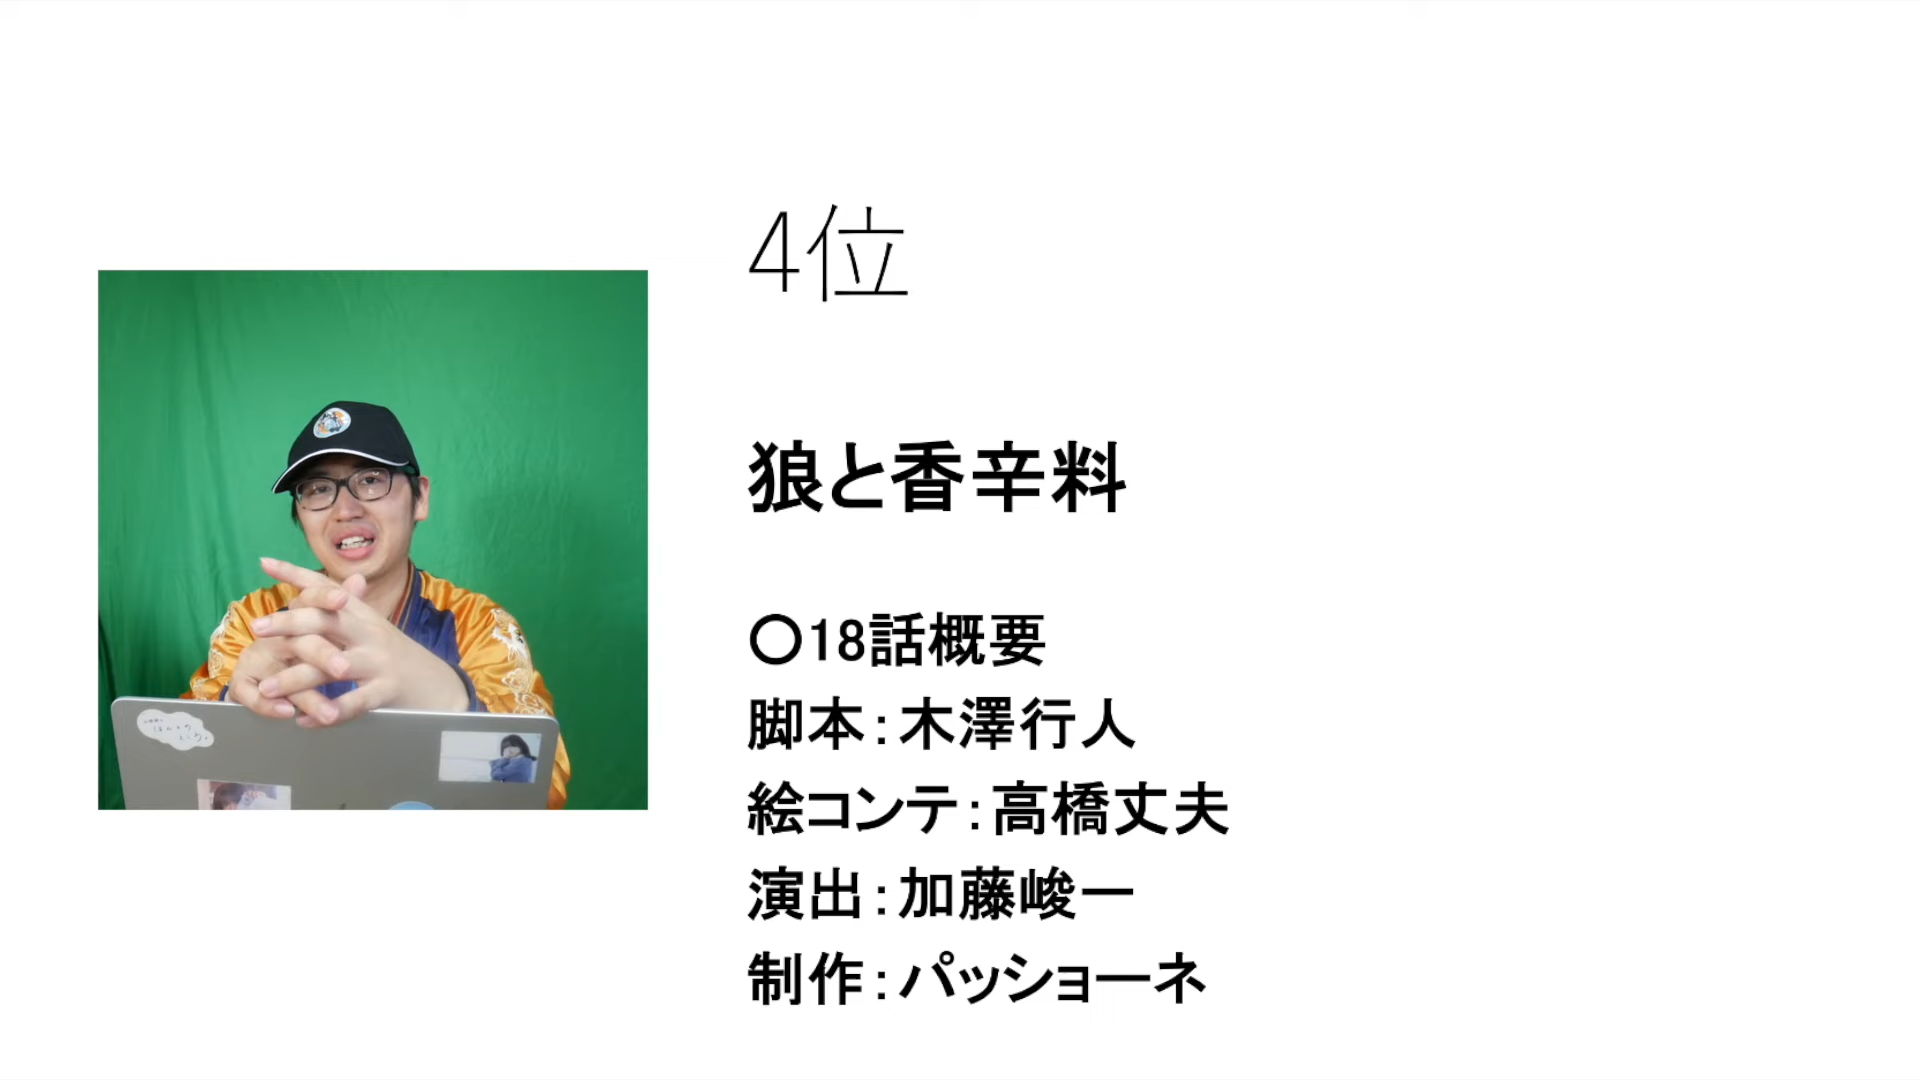 4位
狼と香辛料
〇18話概要
脚本：木澤行人
絵コンテ：高橋丈夫
演出：加藤峻一
制作：パッショーネ